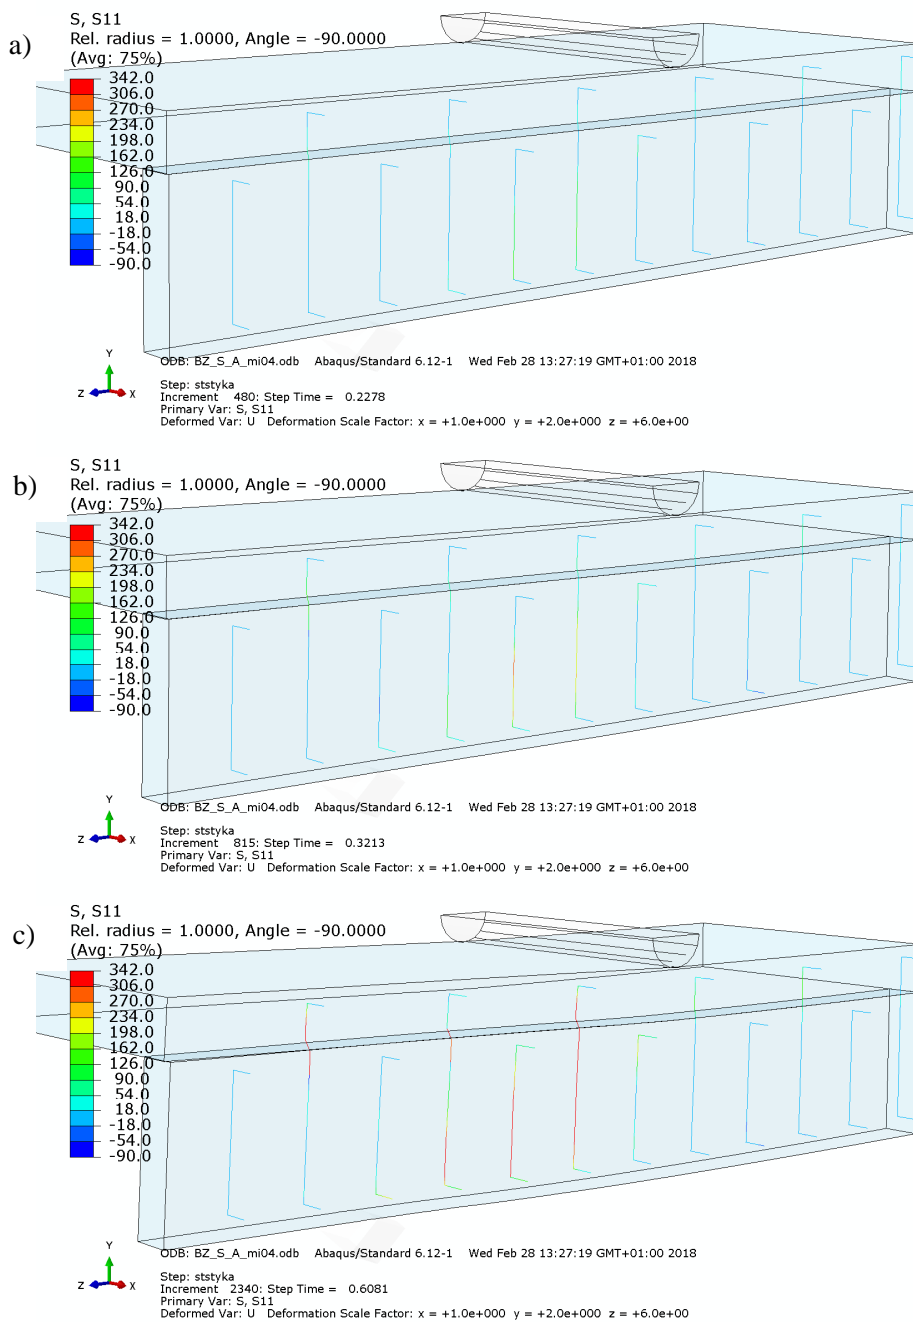 a)
S, S11
Rel. radius = 1.0000, Angle = -90.0000
(Avg: 75%)
342.0
306.0
270.0
234.0
198.0
162.0
126.0
90.0
54.0
18.0
-18.0
-54.0
-90.0
Y
Z
X
ODB: BZ_S_A_mi04.odb Abaqus/Standard 6.12-1 Wed Feb 28 13:27:19 GMT+01:00 2018
Step: ststyka
Increment 480: Step Time = 0.2278
Primary Var: S, S11
Deformed Var: U Deformation Scale Factor: x = +1.0e+000 y = +2.0e+000 z = +6.0e+00
b)
S, S11
Rel. radius = 1.0000, Angle = -90.0000
(Avg: 75%)
342.0
306.0
270.0
234.0
198.0
162.0
126.0
90.0
54.0
18.0
-18.0
-54.0
-90.0
Y
Z
X
ODB: BZ_S_A_mi04.odb Abaqus/Standard 6.12-1 Wed Feb 28 13:27:19 GMT+01:00 2018
Step: ststyka
Increment 815: Step Time = 0.3213
Primary Var: S, S11
Deformed Var: U Deformation Scale Factor: x = +1.0e+000 y = +2.0e+000 z = +6.0e+00
c)
S, S11
Rel. radius = 1.0000, Angle = -90.0000
(Avg: 75%)
342.0
306.0
270.0
234.0
198.0
162.0
126.0
90.0
54.0
18.0
-18.0
-54.0
-90.0
Y
Z
X
ODB: BZ_S_A_mi04.odb Abaqus/Standard 6.12-1 Wed Feb 28 13:27:19 GMT+01:00 2018
Step: ststyka
Increment 2340: Step Time = 0.6081
Primary Var: S, S11
Deformed Var: U Deformation Scale Factor: x = +1.0e+000 y = +2.0e+000 z = +6.0e+00